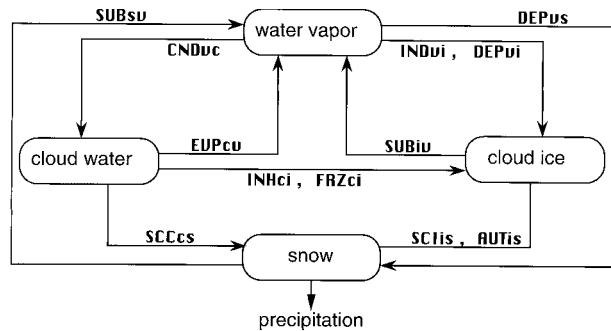 SUBsv
DEPvs
water vapor
CNDvc
INDvi , DEPvi
EVPcv
SUBiv
cloud water
cloud ice
INHci , FRZci
SCCcs
SCIis , AUTis
snow
precipitation